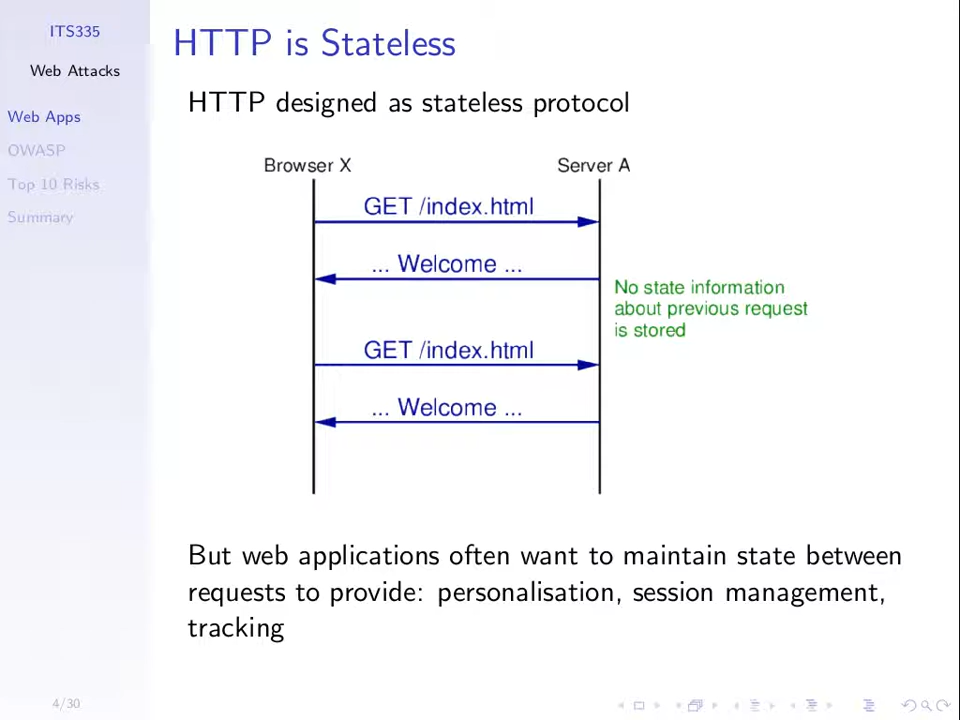 ITS335
Web Attacks
Web Apps
OWASP
Top 10 Risks
Summary
HTTP is Stateless
HTTP designed as stateless protocol
Browser X
Server A
GET /index.html
... Welcome ...
No state information
about previous request
is stored
GET /index.html
... Welcome ...
But web applications often want to maintain state between
requests to provide: personalisation, session management,
tracking
4/30